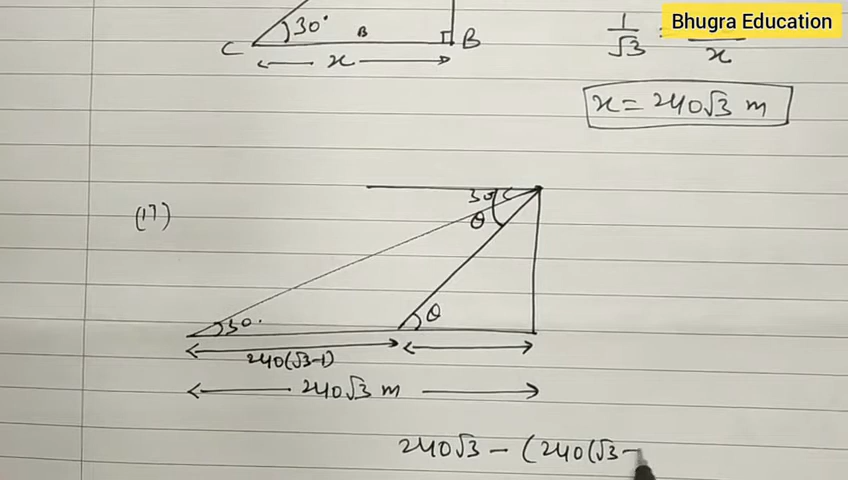 Bhugra Education
30°
B
C
B
x
1
√3
x
x = 240√3 m
(17)
30°
θ
30°
θ
240(√3-1)
240√3 m
240√3 - (240(√3 -